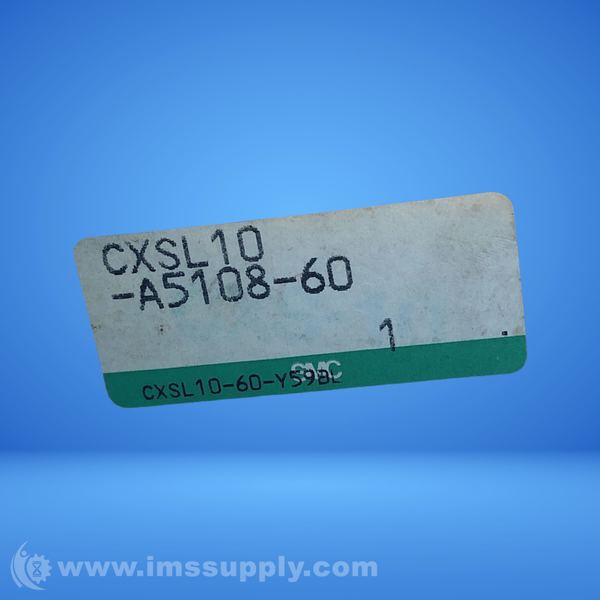 CXSL10
-A5108-60
1
SMC
CXSL10-60-Y59BL
www.imssupply.com